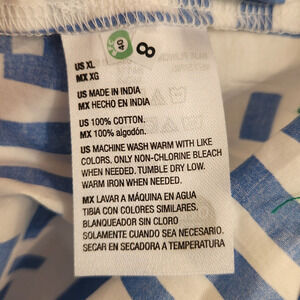 40
8
US XL
MX XG
US MADE IN INDIA
MX HECHO EN INDIA
US 100% COTTON.
MX 100% algodón.
US MACHINE WASH WARM WITH LIKE
COLORS, ONLY NON-CHLORINE BLEACH
WHEN NEEDED. TUMBLE DRY LOW.
WARM IRON WHEN NEEDED.
MX LAVAR A MÁQUINA EN AGUA
TIBIA CON COLORES SIMILARES.
BLANQUEADOR SIN CLORO
SOLAMENTE CUANDO SEA NECESARIO.
SECAR EN SECADORA A TEMPERATURA